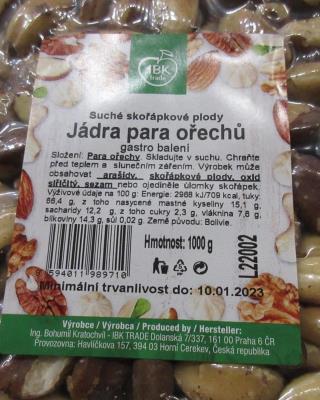 IBK
trade
Suché skořápkové plody
Jádra para ořechů
gastro balení
Složení: Para ořechy. Skladujte v suchu. Chraňte
před teplem a slunečním zářením. Výrobek může
obsahovat arašídy, skořápkové plody, oxid
siřičitý, sezam nebo ojediněle úlomky skořápek.
Výživové údaje na 100 g: Energie: 2968 kJ/709 kcal, tuky:
66,4 g, z toho nasycené mastné kyseliny 15,1 g,
sacharidy 12,2 g, z toho cukry 2,3 g, vláknina 7,6 g,
bílkoviny 14,3 g, sůl 0,02 g. Země původu: Bolívie.
Hmotnost: 1000 g
8594011989710
L22002
Minimální trvanlivost do: 10.01.2023
Výrobce / Výrobca / Produced by / Hersteller:
Ing. Bohumil Kratochvíl - IBK TRADE Dolanská 7/337, 161 00 Praha 6 ČR
Provozovna: Havlíčkova 157, 394 03 Horní Cerekev, Česká republika